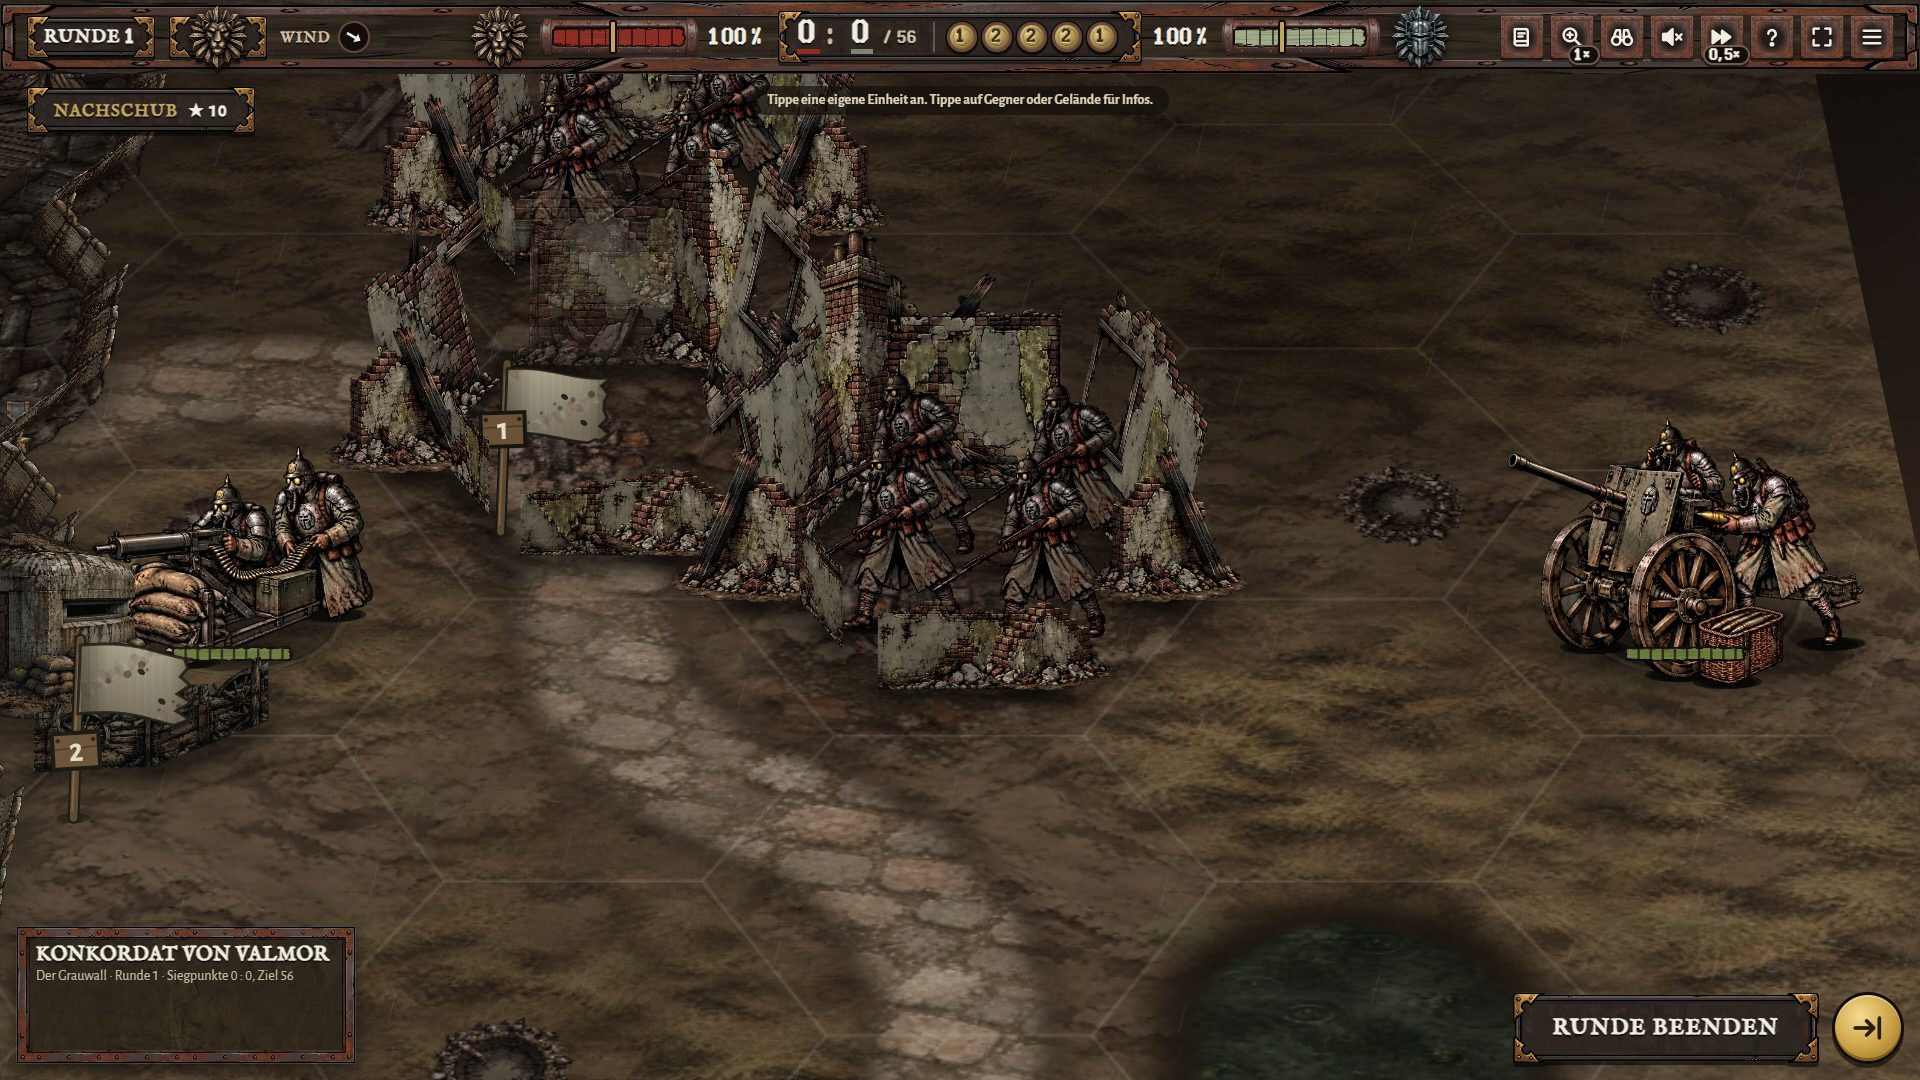 RUNDE 1
WIND
100 %
0 : 0 / 56
1 2 2 2 1
100 %
1×
0,5×
?
NACHSCHUB ★ 10
Tippe eine eigene Einheit an. Tippe auf Gegner oder Gelände für Infos.
1
2
KONKORDAT VON VALMOR
Der Grauwall · Runde 1 · Siegpunkte 0 : 0, Ziel 56
RUNDE BEENDEN